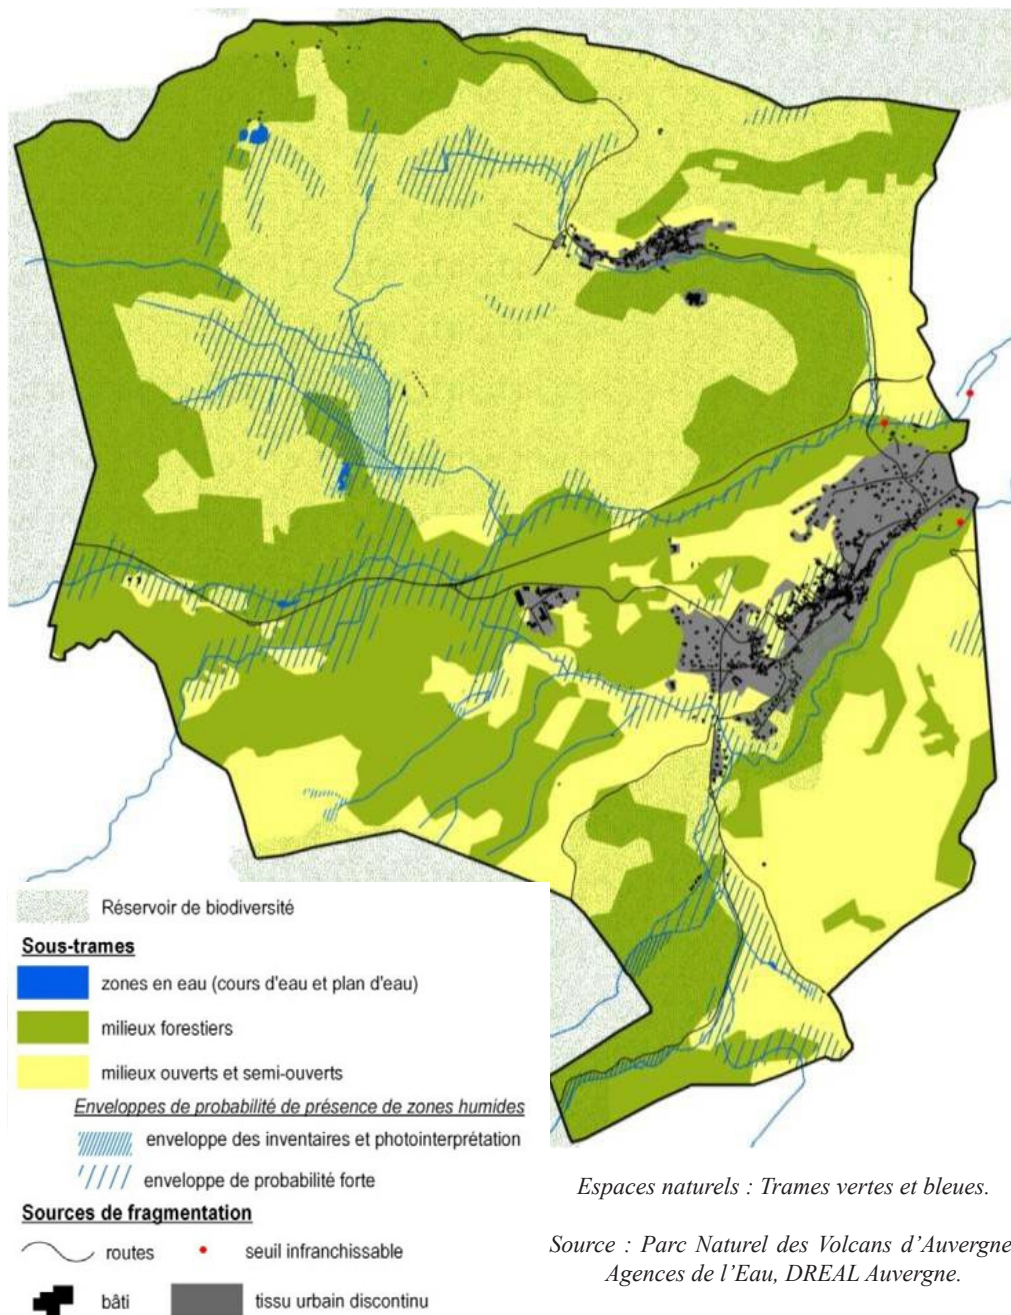 Réservoir de biodiversité
Sous-trames
zones en eau (cours d'eau et plan d'eau)
milieux forestiers
milieux ouverts et semi-ouverts
Enveloppes de probabilité de présence de zones humides
enveloppe des inventaires et photointerprétation
enveloppe de probabilité forte
Sources de fragmentation
routes
seuil infranchissable
bâti
tissu urbain discontinu
Espaces naturels : Trames vertes et bleues.
Source : Parc Naturel des Volcans d'Auvergne
Agences de l'Eau, DREAL Auvergne.